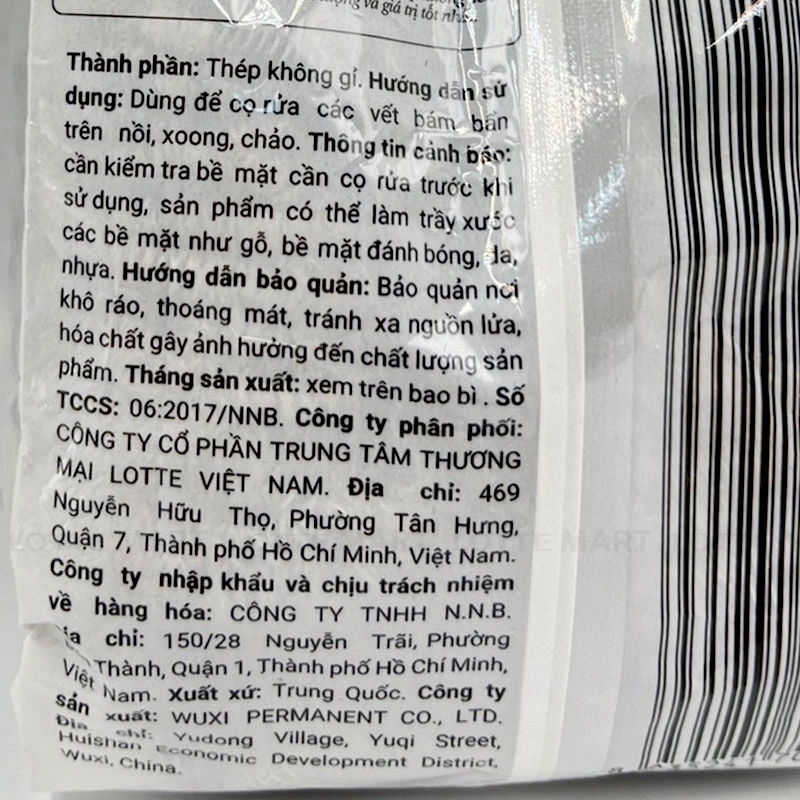 và giá trị tốt
Thành phần: Thép không gỉ. Hướng dẫn sử
dụng: Dùng để cọ rửa các vết bám bẩn
trên nồi, xoong, chảo. Thông tin cảnh báo:
cần kiểm tra bề mặt cần cọ rửa trước khi
sử dụng, sản phẩm có thể làm trầy xước
các bề mặt như gỗ, bề mặt đánh bóng, da,
nhựa. Hướng dẫn bảo quản: Bảo quản nơi
khô ráo, thoáng mát, tránh xa nguồn lửa,
hóa chất gây ảnh hưởng đến chất lượng sản
phẩm. Tháng sản xuất: xem trên bao bì . Số
TCCS: 06:2017/NNB. Công ty phân phối:
CÔNG TY CỔ PHẦN TRUNG TÂM THƯƠNG
MẠI LOTTE VIỆT NAM. Địa chỉ: 469
Nguyễn Hữu Thọ, Phường Tân Hưng,
Quận 7, Thành phố Hồ Chí Minh, Việt Nam.
Công ty nhập khẩu và chịu trách nhiệm
về hàng hóa: CÔNG TY TNHH N.N.B.
chỉ: 150/28 Nguyễn Trãi, Phường
Thành, Quận 1, Thành phố Hồ Chí Minh,
Việt Nam. Xuất xứ: Trung Quốc. Công ty
sản xuất: WUXI PERMANENT CO., LTD.
Địa chỉ: Yudong Village, Yuqi Street,
Huishan Economic Development District,
Wuxi, China.